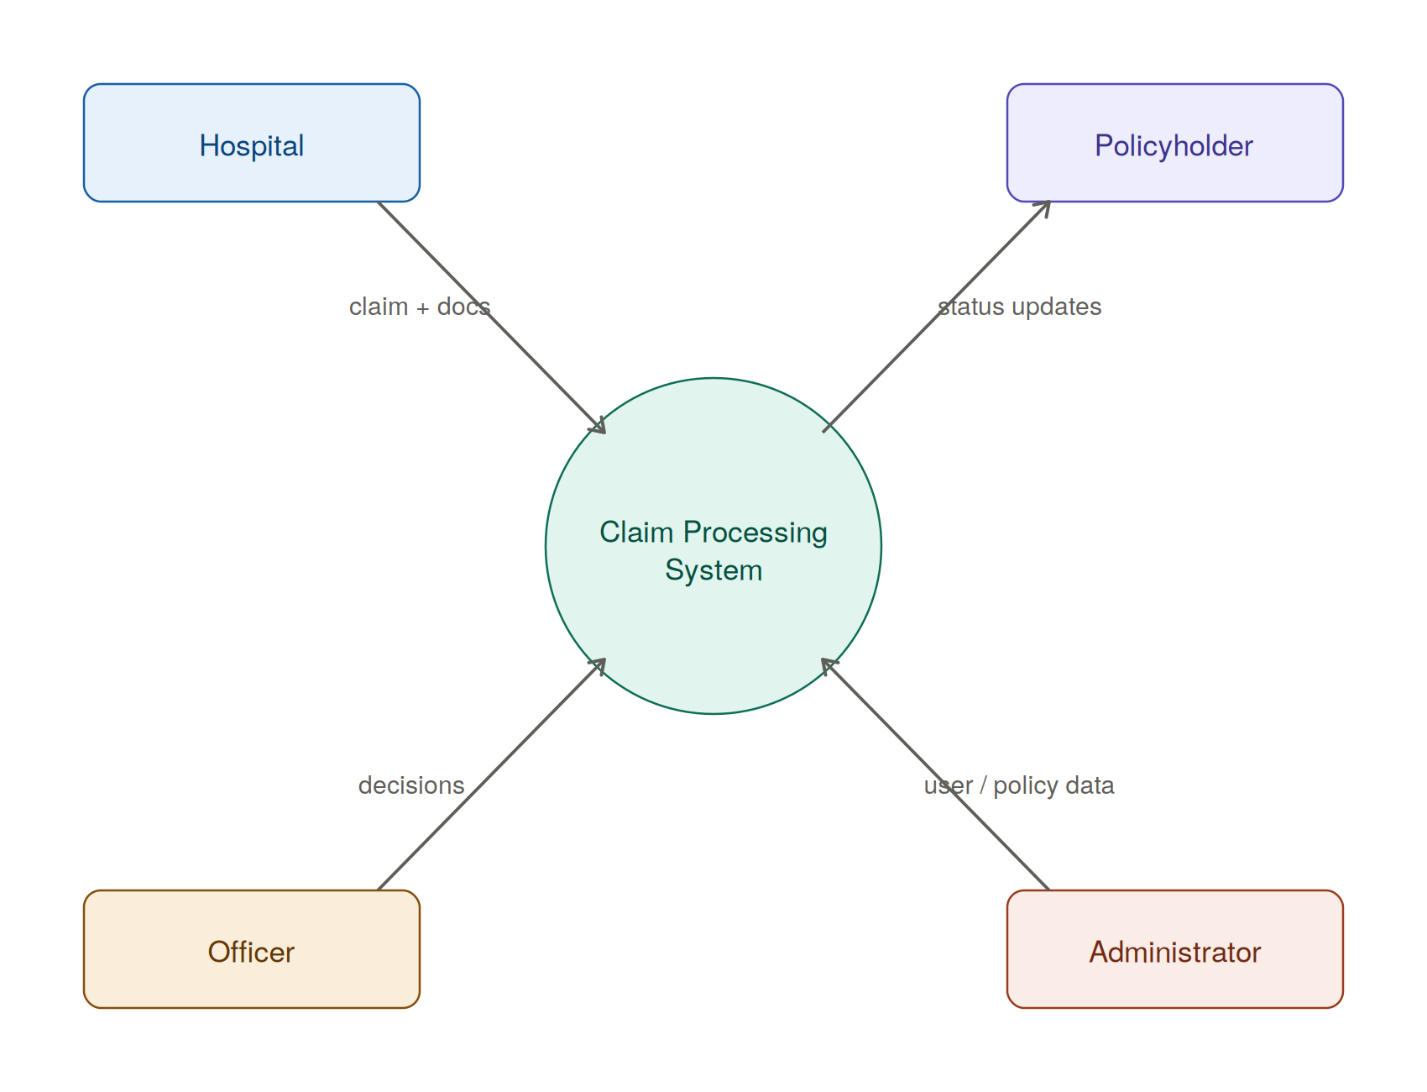 Hospital
Policyholder
claim + docs
status updates
Claim Processing
System
decisions
user / policy data
Officer
Administrator